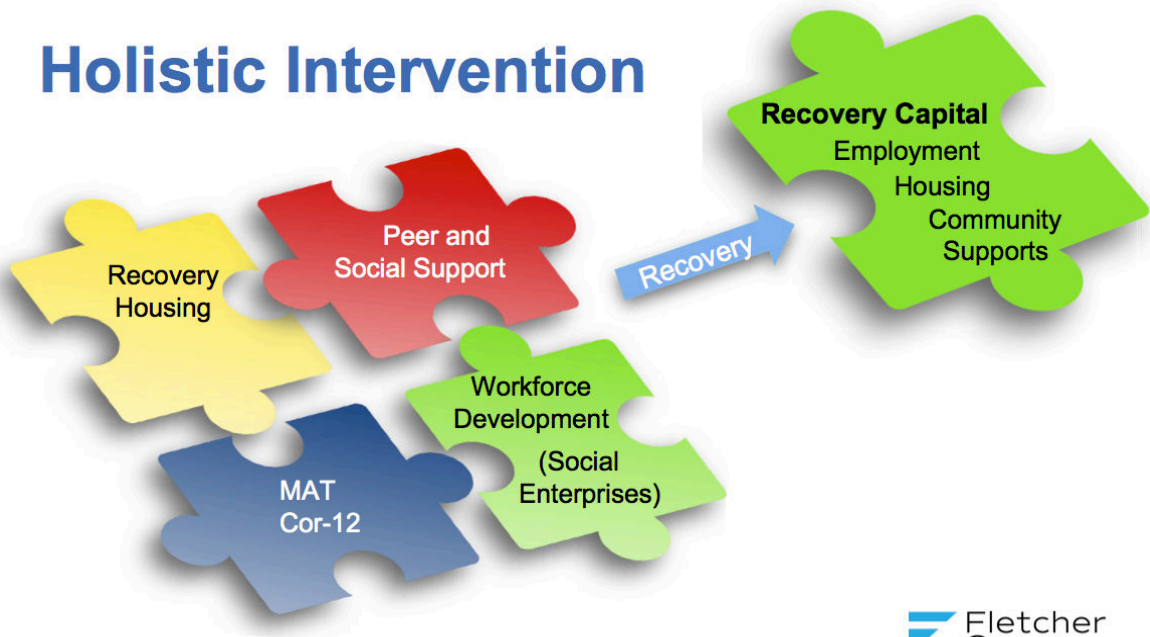 Holistic Intervention
Recovery
Housing
Peer and
Social Support
MAT
Cor-12
Workforce
Development
(Social
Enterprises)
Recovery
Recovery Capital
Employment
Housing
Community
Supports
Fletcher